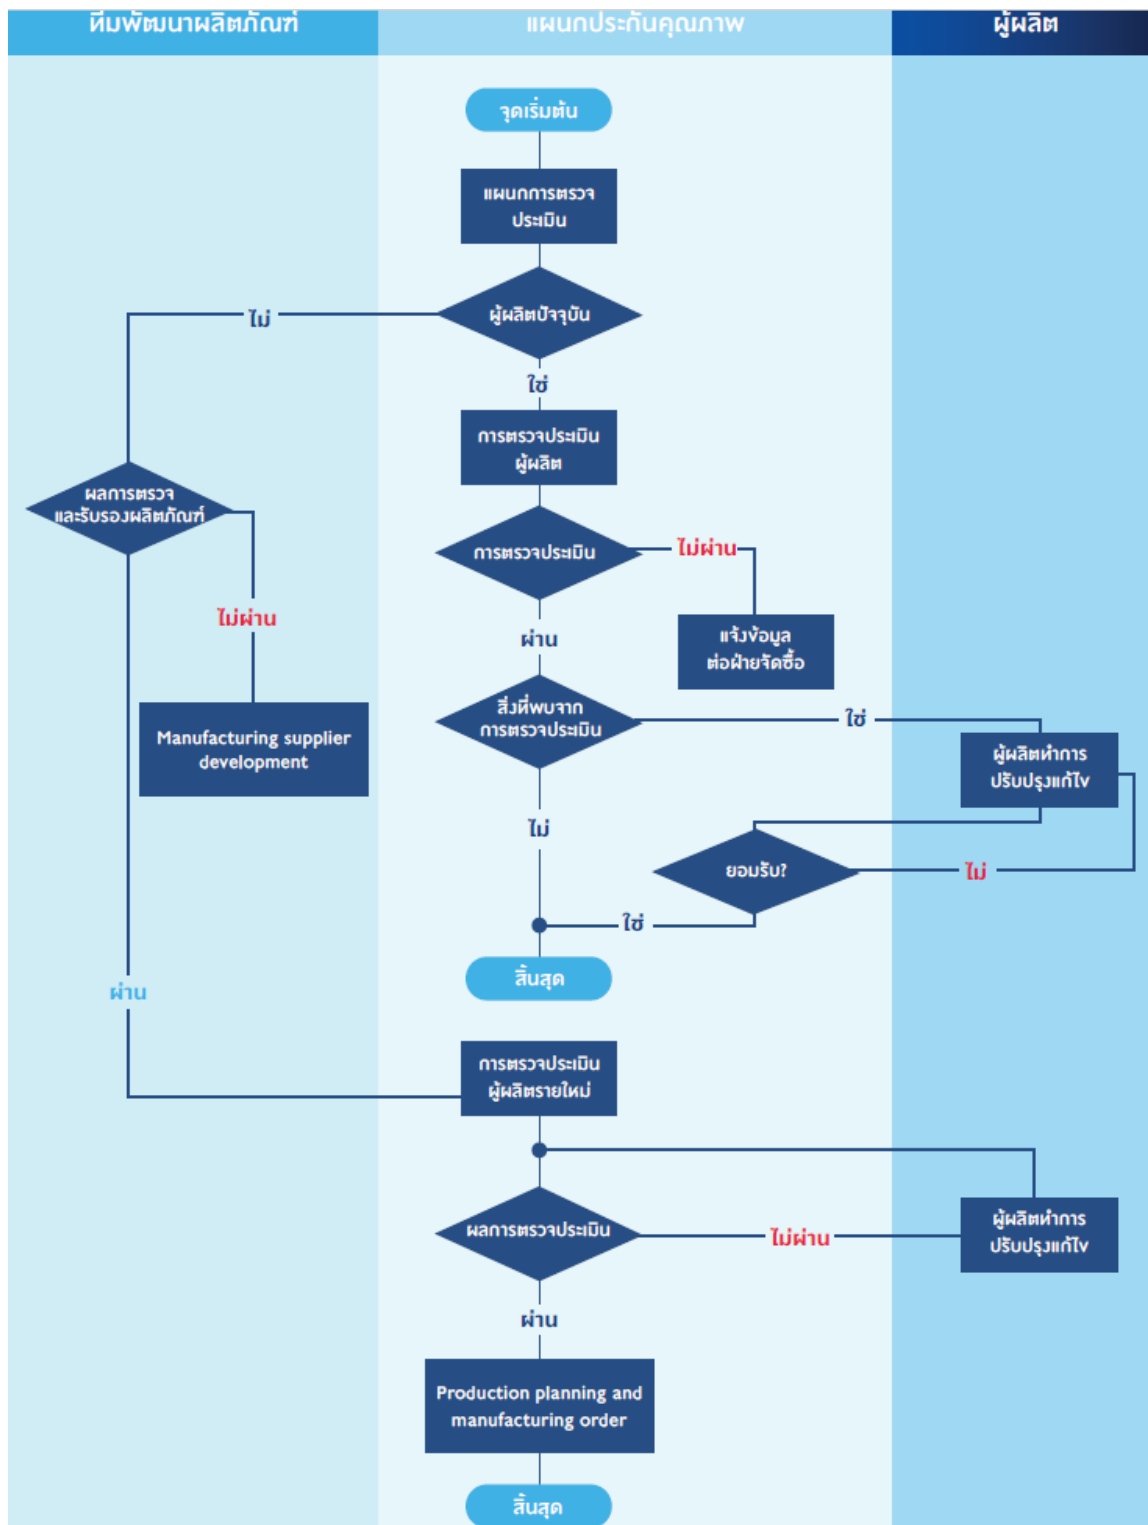 ทีมพัฒนาผลิตภัณฑ์
แผนกประกันคุณภาพ
ผู้ผลิต
จุดเริ่มต้น
แผนกการตรวจ
ประเมิน
ผู้ผลิตปัจจุบัน
ไม่
ใช่
การตรวจประเมิน
ผู้ผลิต
ผลการตรวจ
และรับรองผลิตภัณฑ์
การตรวจประเมิน
ไม่ผ่าน
ไม่ผ่าน
ผ่าน
แจ้งข้อมูล
ต่อฝ่ายจัดซื้อ
สิ่งที่พบจาก
การตรวจประเมิน
ใช่
Manufacturing supplier
development
ผู้ผลิตทำการ
ปรับปรุงแก้ไข
ไม่
ยอมรับ?
ไม่
ใช่
สิ้นสุด
ผ่าน
การตรวจประเมิน
ผู้ผลิตรายใหม่
ผลการตรวจประเมิน
ไม่ผ่าน
ผู้ผลิตทำการ
ปรับปรุงแก้ไข
ผ่าน
Production planning and
manufacturing order
สิ้นสุด